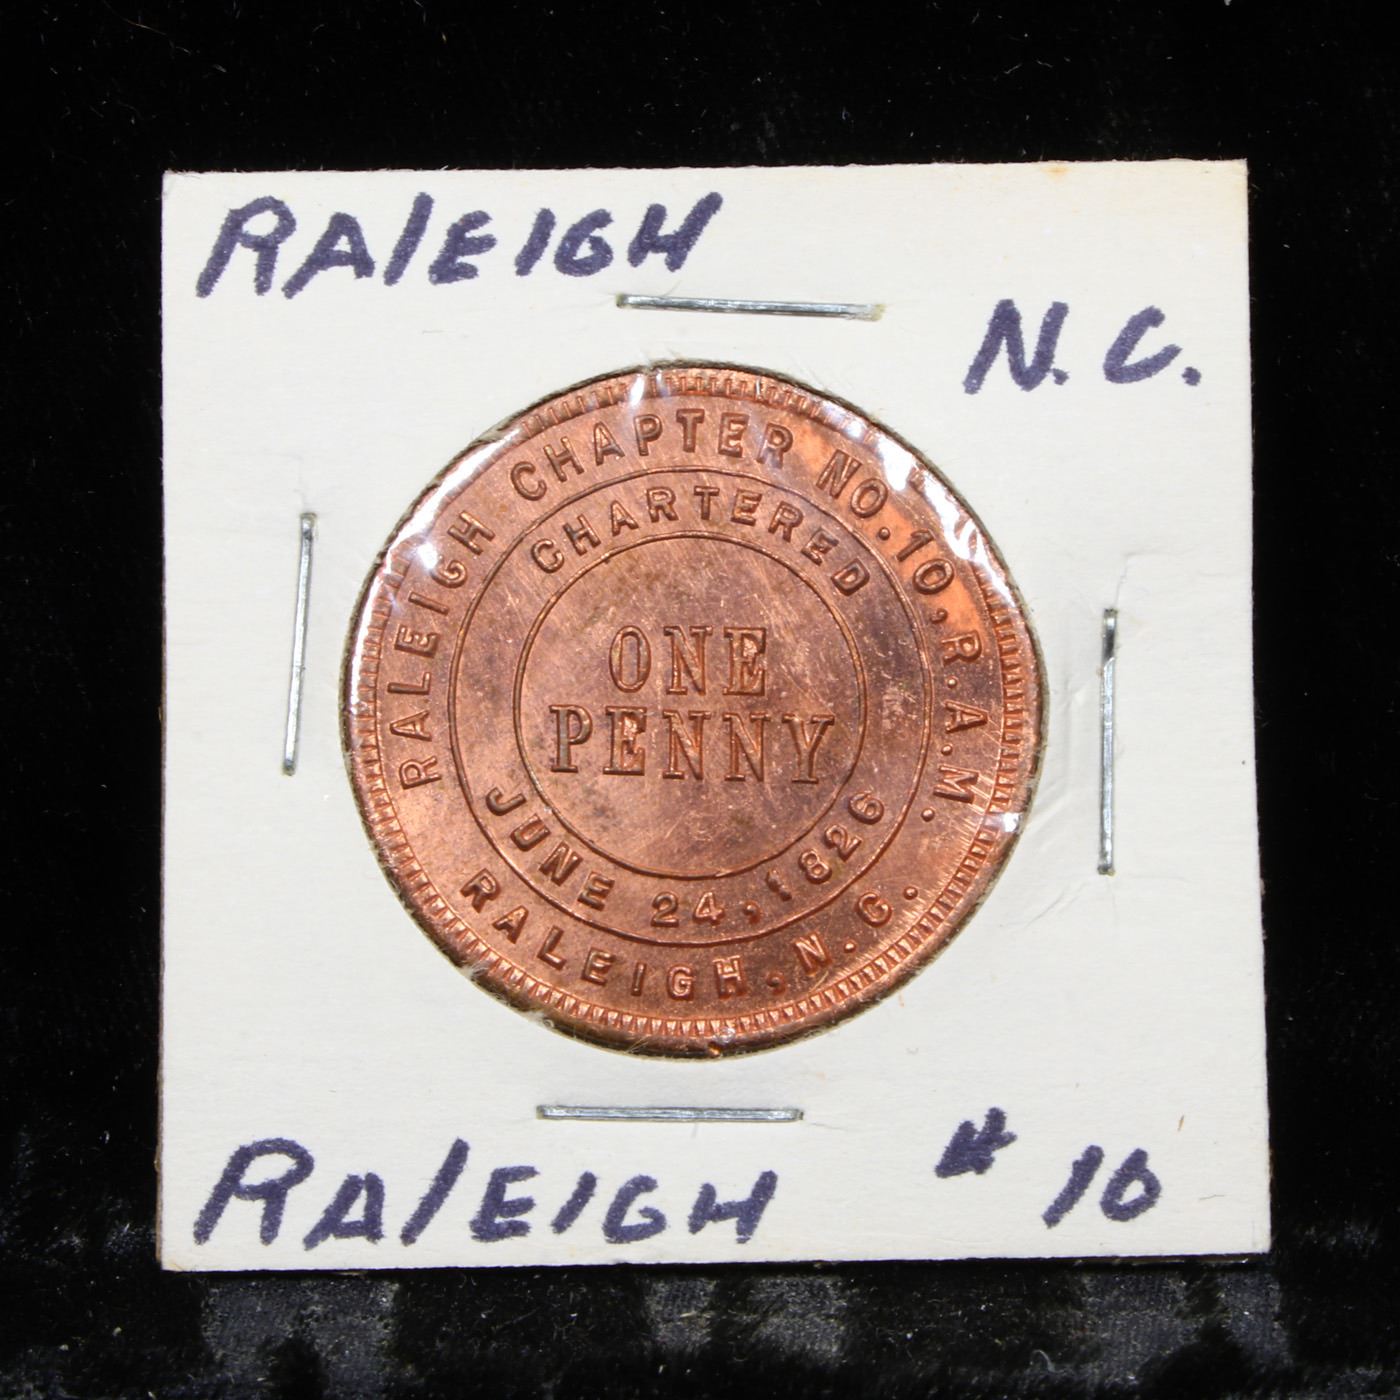 RALEIGH
N.C.
RALEIGH CHAPTER NO. 10, R.A.M.
CHARTERED
ONE
PENNY
JUNE 24, 1826
RALEIGH, N.C.
RALEIGH # 10